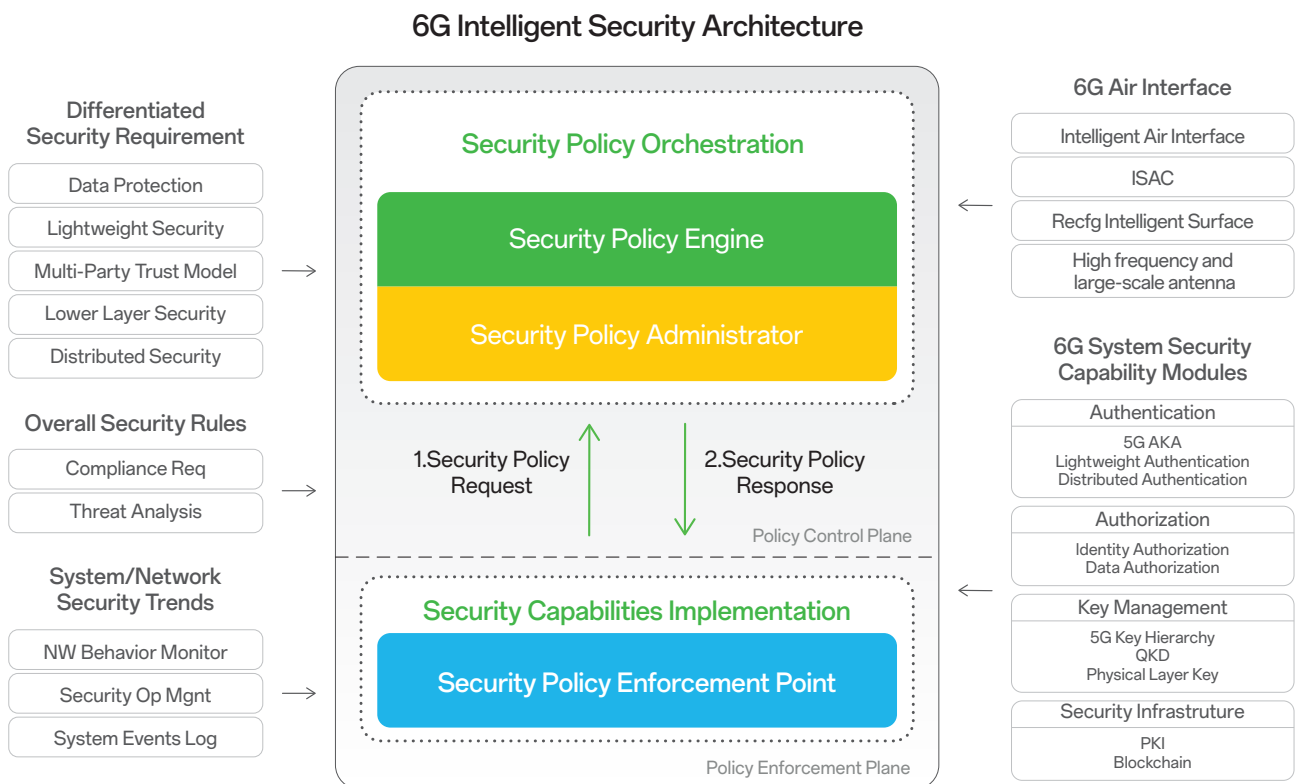 6G Intelligent Security Architecture
Differentiated
Security Requirement
Data Protection
Lightweight Security
Multi-Party Trust Model
Lower Layer Security
Distributed Security
Overall Security Rules
Compliance Req
Threat Analysis
System/Network
Security Trends
NW Behavior Monitor
Security Op Mgnt
System Events Log
Security Policy Orchestration
Security Policy Engine
Security Policy Administrator
1.Security Policy
Request
2.Security Policy
Response
Policy Control Plane
Security Capabilities Implementation
Security Policy Enforcement Point
Policy Enforcement Plane
6G Air Interface
Intelligent Air Interface
ISAC
Recfg Intelligent Surface
High frequency and
large-scale antenna
6G System Security
Capability Modules
Authentication
5G AKA
Lightweight Authentication
Distributed Authentication
Authorization
Identity Authorization
Data Authorization
Key Management
5G Key Hierarchy
QKD
Physical Layer Key
Security Infrastruture
PKI
Blockchain